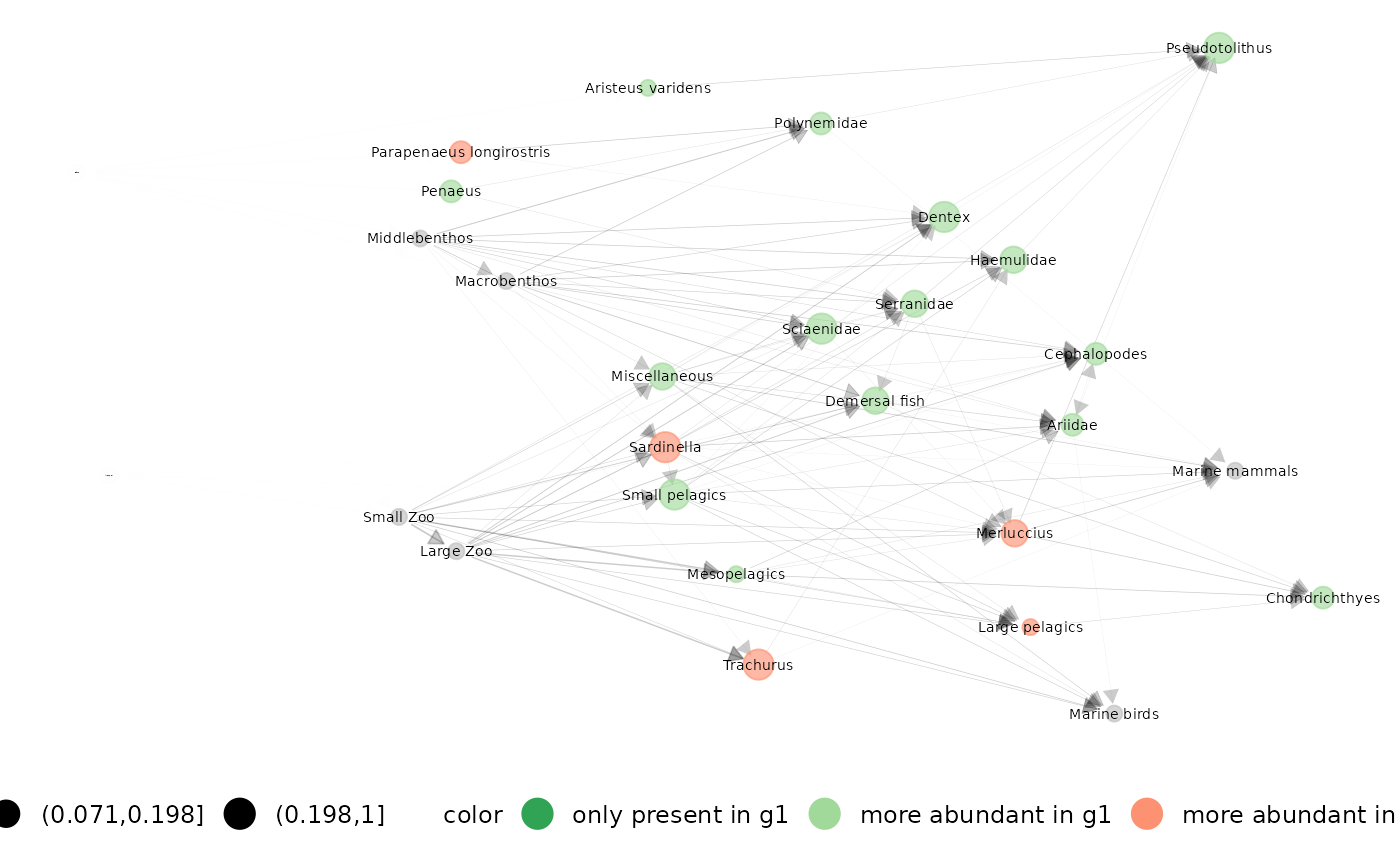 Pseudotolithus
Aristeus varidens
Polynemidae
Parapenaeus longirostris
Penaeus
Dentex
Middlebenthos
Haemulidae
Macrobenthos
Serranidae
Sciaenidae
Cephalopodes
Miscellaneous
Demersal fish
Ariidae
Sardinella
Marine mammals
Small pelagics
Small Zoo
Merluccius
Large Zoo
Mesopelagics
Chondrichthyes
Large pelagics
Trachurus
Marine birds
(0.071,0.198] (0.198,1] color only present in g1 more abundant in g1 more abundant in